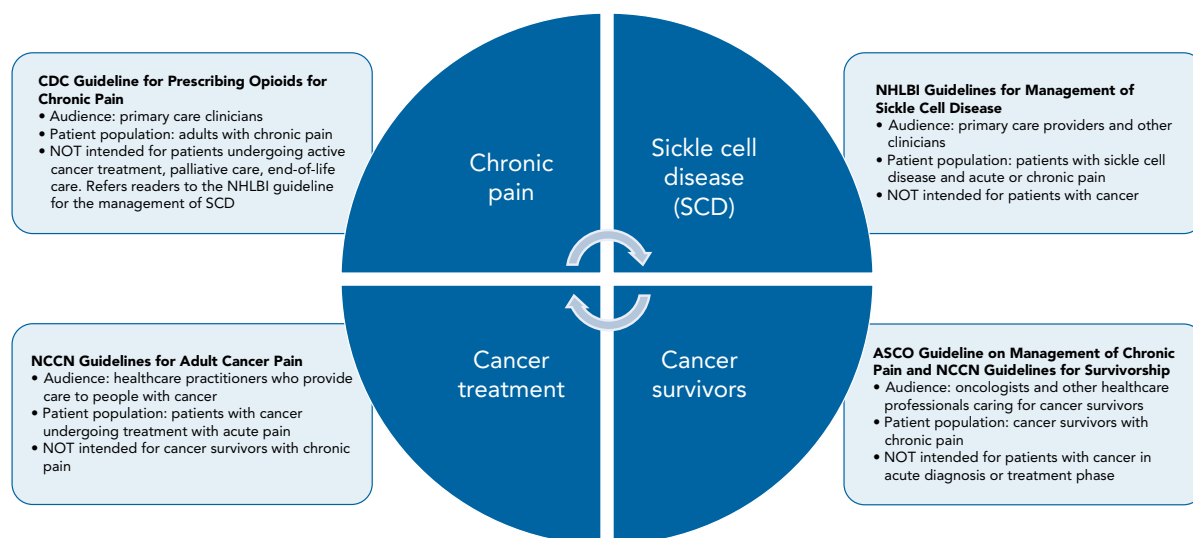 CDC Guideline for Prescribing Opioids for
Chronic Pain
• Audience: primary care clinicians
• Patient population: adults with chronic pain
• NOT intended for patients undergoing active
cancer treatment, palliative care, end-of-life
care. Refers readers to the NHLBI guideline
for the management of SCD
Chronic
pain
Sickle cell
disease
(SCD)
NHLBI Guidelines for Management of
Sickle Cell Disease
• Audience: primary care providers and other
clinicians
• Patient population: patients with sickle cell
disease and acute or chronic pain
• NOT intended for patients with cancer
NCCN Guidelines for Adult Cancer Pain
• Audience: healthcare practitioners who provide
care to people with cancer
• Patient population: patients with cancer
undergoing treatment with acute pain
• NOT intended for cancer survivors with chronic
pain
Cancer
treatment
Cancer
survivors
ASCO Guideline on Management of Chronic
Pain and NCCN Guidelines for Survivorship
• Audience: oncologists and other healthcare
professionals caring for cancer survivors
• Patient population: cancer survivors with
chronic pain
• NOT intended for patients with cancer in
acute diagnosis or treatment phase